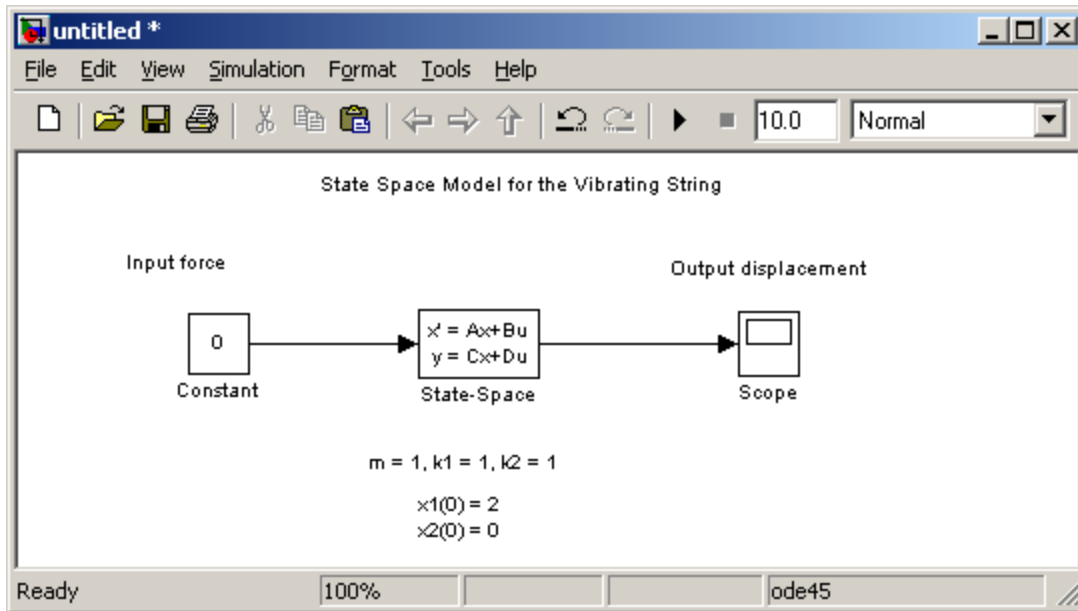 untitled *
File Edit View Simulation Format Tools Help
10.0 Normal
State Space Model for the Vibrating String
Input force
Output displacement
0
x' = Ax+Bu
y = Cx+Du
Constant
State-Space
Scope
m = 1, k1 = 1, k2 = 1
x1(0) = 2
x2(0) = 0
Ready 100% ode45